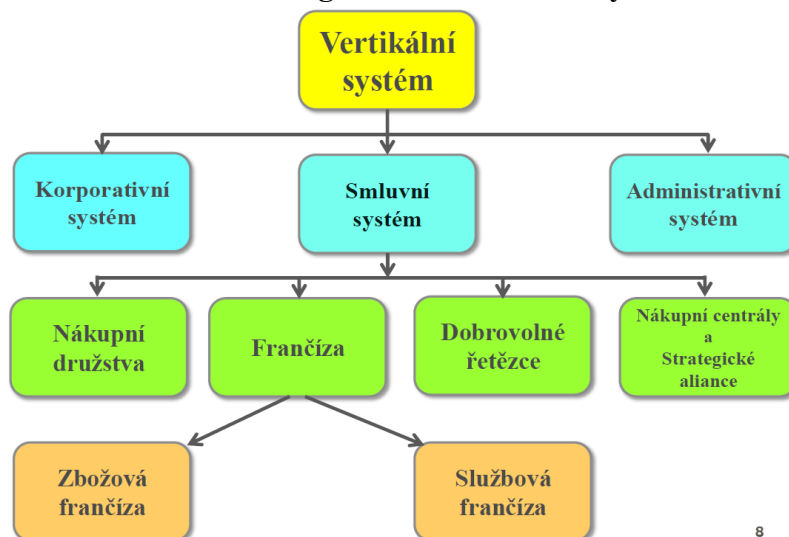 Vertikální
systém
Korporativní
systém
Smluvní
systém
Administrativní
systém
Nákupní
družstva
Frančíza
Dobrovolné
řetězce
Nákupní centrály
a
Strategické
aliance
Zbožová
frančíza
Službová
frančíza
8